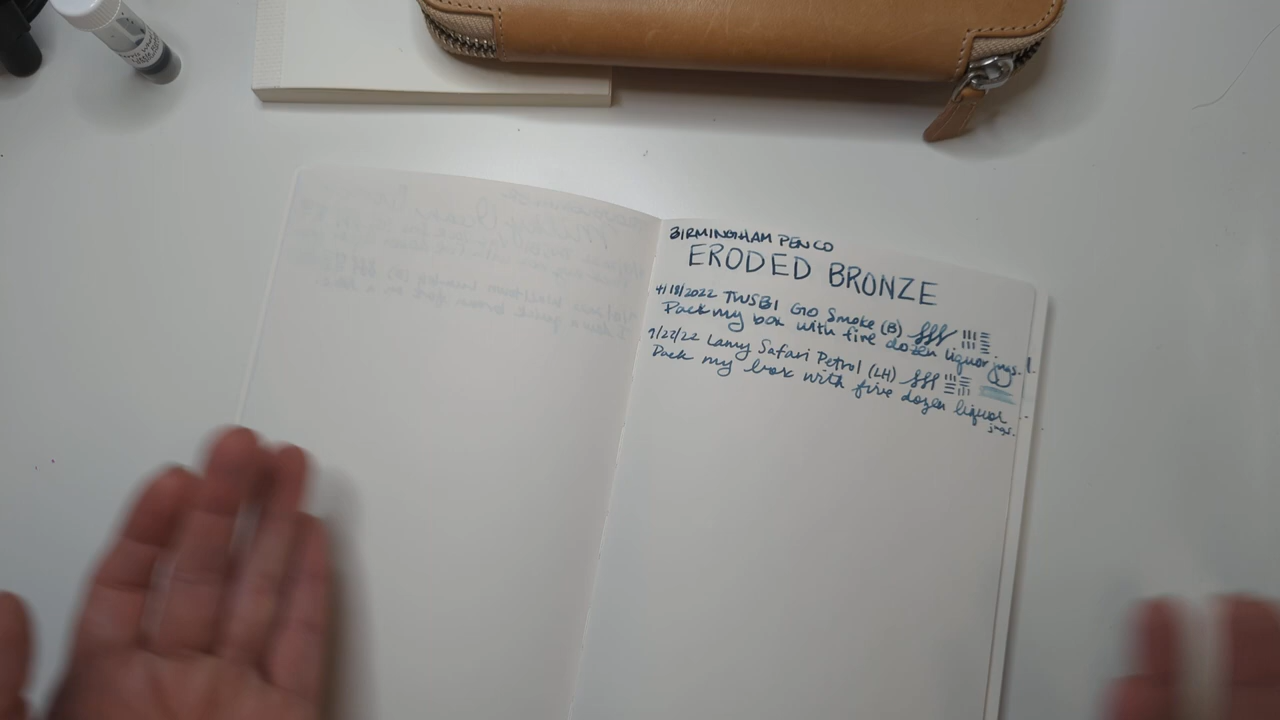 BIRMINGHAM PEN CO
ERODED BRONZE
4/18/2022 TWSBI GO Smoke (B)
Pack my box with five dozen liquor jugs.
7/22/22 Lamy Safari Petrol (LH)
Pack my box with five dozen liquor
jugs.